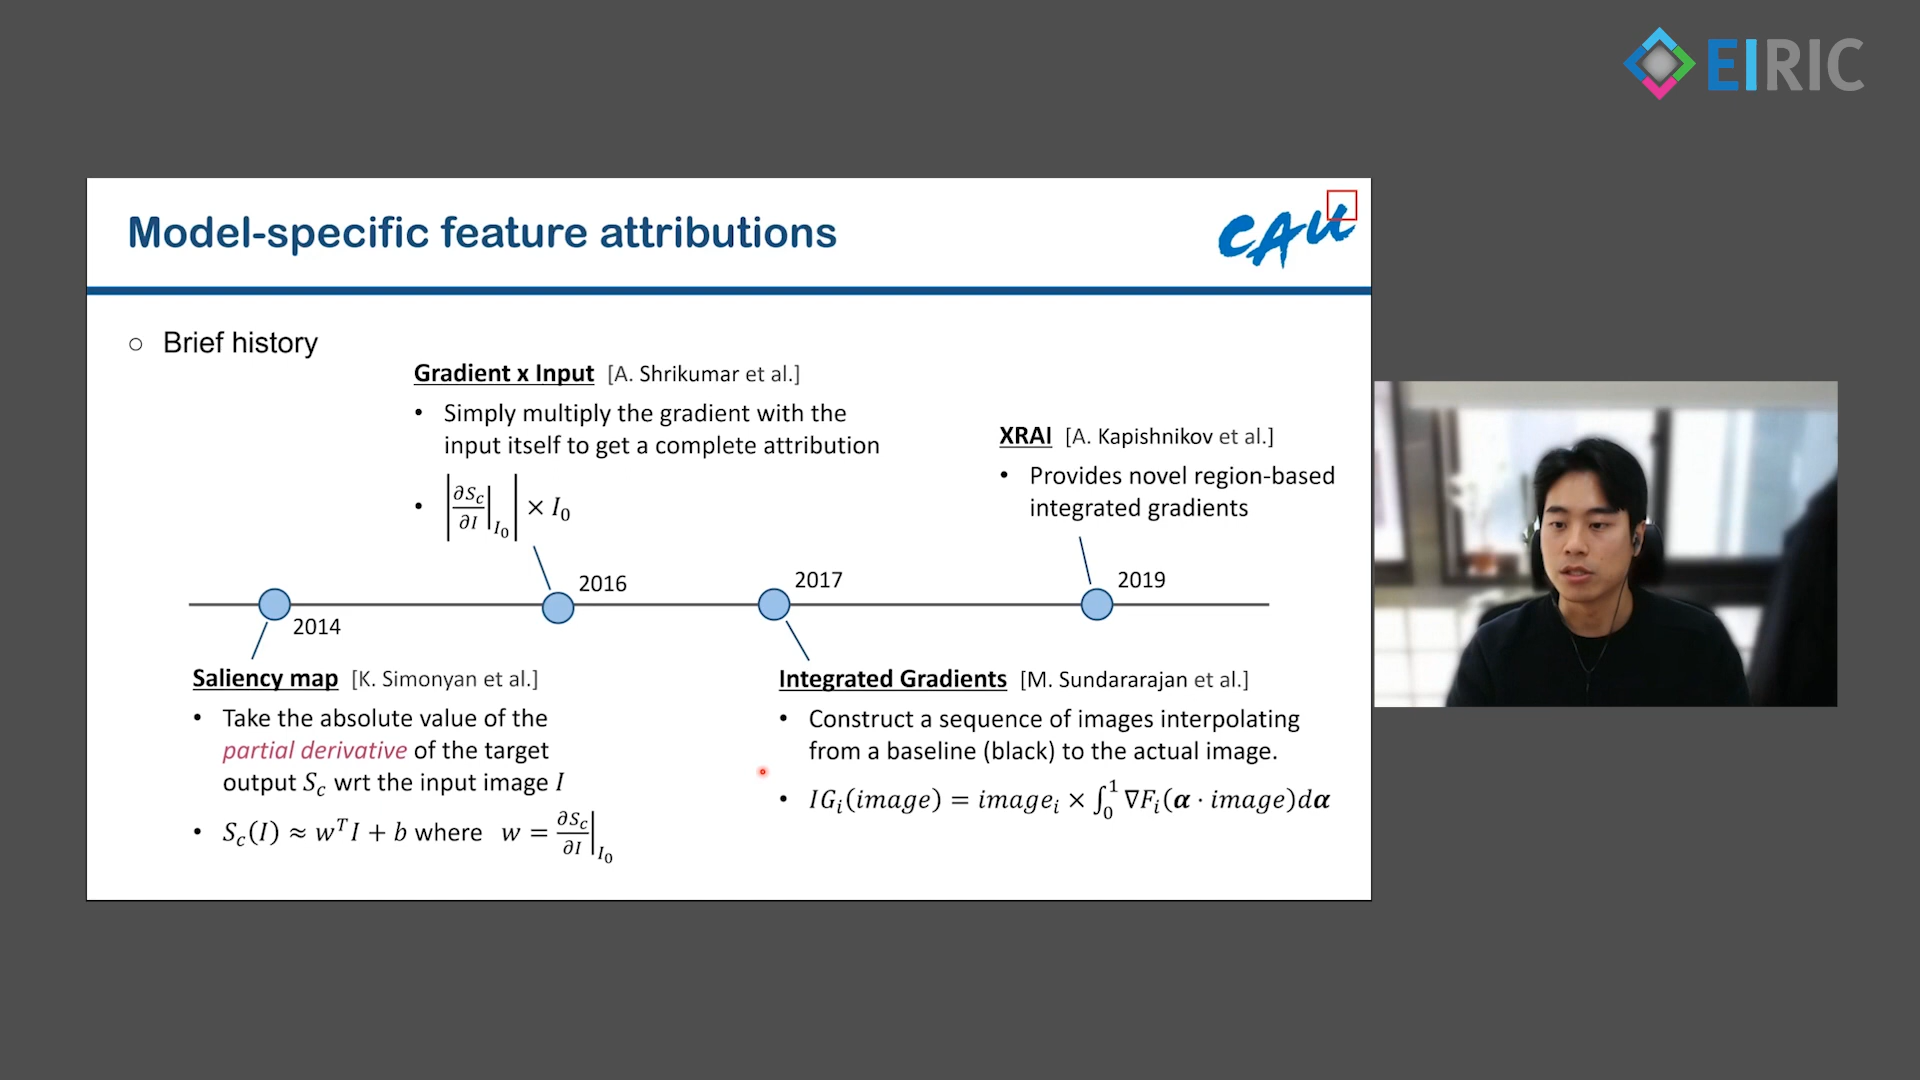 EIRIC
Model-specific feature attributions
CAU
○ Brief history
Gradient x Input [A. Shrikumar et al.]
• Simply multiply the gradient with the
input itself to get a complete attribution
• |∂S_c/∂I|_{I_0}| × I_0
XRAI [A. Kapishnikov et al.]
• Provides novel region-based
integrated gradients
2014
2016
2017
2019
Saliency map [K. Simonyan et al.]
• Take the absolute value of the
partial derivative of the target
output S_c wrt the input image I
• S_c(I) ≈ w^T I + b where w = ∂S_c/∂I|_{I_0}
Integrated Gradients [M. Sundararajan et al.]
• Construct a sequence of images interpolating
from a baseline (black) to the actual image.
• IG_i(image) = image_i × ∫_0^1 ∇F_i(α · image)dα